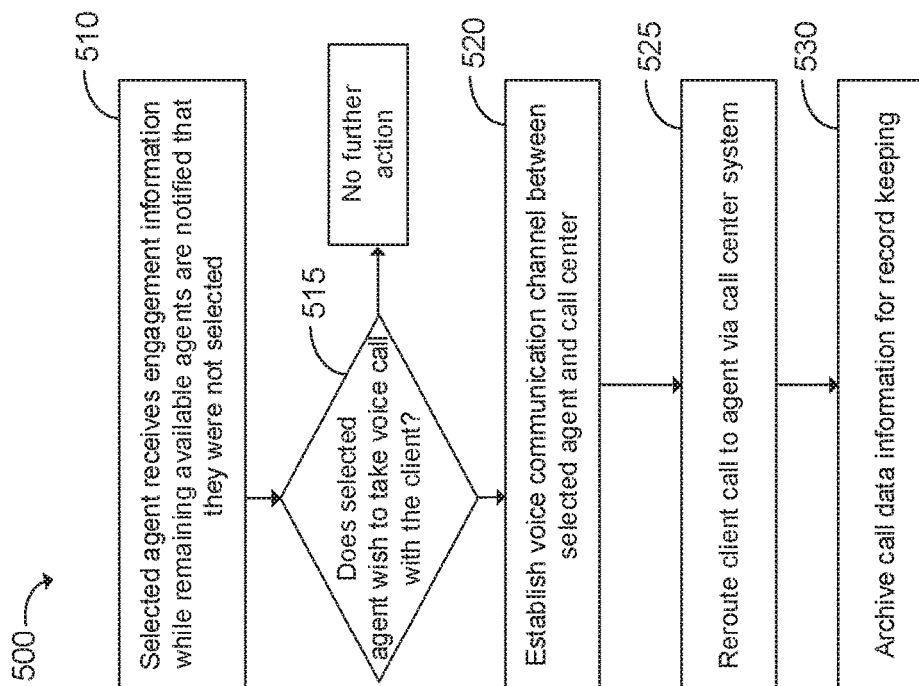 500
510
Selected agent receives engagement information
while remaining available agents are notified that
they were not selected
515
Does selected
agent wish to take voice call
with the client?
No further
action
520
Establish voice communication channel between
selected agent and call center
525
Reroute client call to agent via call center system
530
Archive call data information for record keeping